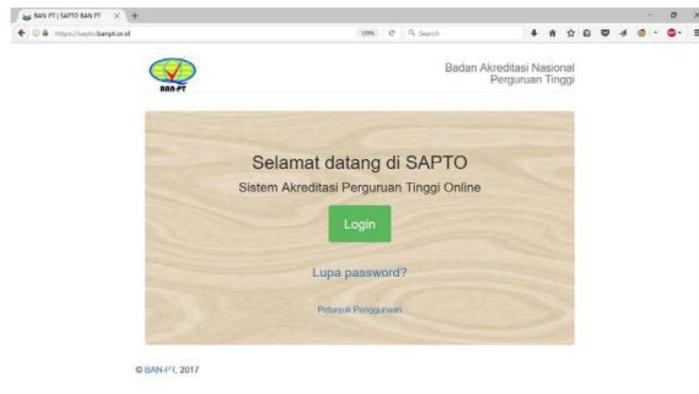 BAN PT | SAPTO BAN PT
https://sapto.banpt.or.id
Search
BAN-PT
Badan Akreditasi Nasional
Perguruan Tinggi
Selamat datang di SAPTO
Sistem Akreditasi Perguruan Tinggi Online
Login
Lupa password?
Petunjuk Penggunaan
© BAN-PT, 2017